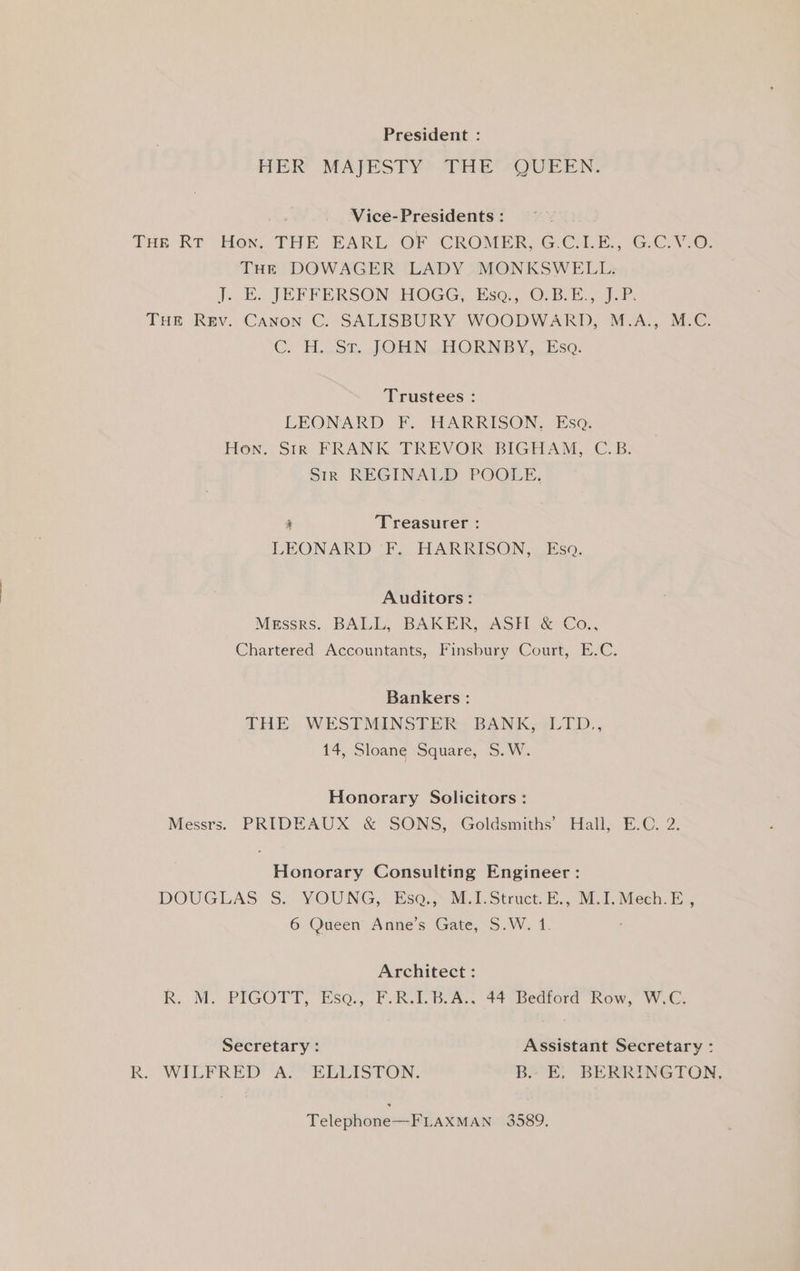 President :
HER MAJESTY THE QUEEN.
Vice-Presidents :
THE RT HON. THE EARL OF CROMER, G.C.I.E., G.C.V.O.
THE DOWAGER LADY MONKSWELL.
J. E. JEFFERSON HOGG, ESQ., O.B.E., J.P.
THE REV. CANON C. SALISBURY WOODWARD, M.A., M.C.
C. H. ST. JOHN HORNBY, ESQ.
Trustees :
LEONARD F. HARRISON, ESQ.
HON. SIR FRANK TREVOR BIGHAM, C.B.
SIR REGINALD POOLE.
Treasurer :
LEONARD F. HARRISON, ESQ.
Auditors :
MESSRS. BALL, BAKER, ASH & CO.,
Chartered Accountants, Finsbury Court, E.C.
Bankers :
THE WESTMINSTER BANK, LTD.,
14, Sloane Square, S.W.
Honorary Solicitors :
Messrs. PRIDEAUX & SONS, Goldsmiths' Hall, E.C. 2.
Honorary Consulting Engineer :
DOUGLAS S. YOUNG, ESQ., M.I.Struct.E., M.I.Mech.E ,
6 Queen Anne's Gate, S.W. 1.
Architect :
R. M. PIGOTT, ESQ., F.R.I.B.A., 44 Bedford Row, W.C.
Secretary : Assistant Secretary :
R. WILFRED A. ELLISTON. B. E. BERRINGTON.
Telephone—FLAXMAN 3589.